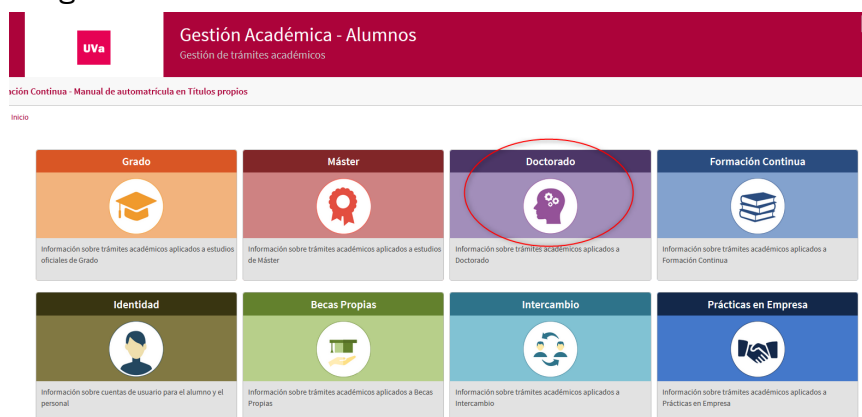 UVa
Gestión Académica - Alumnos
Gestión de trámites académicos
Continua - Manual de automatrícula en Títulos propios
Inicio
Grado
Máster
Doctorado
Formación Continua
Información sobre trámites académicos aplicados a estudios
oficiales de Grado
Información sobre trámites académicos aplicados a estudios
de Máster
Información sobre trámites académicos aplicados a
Doctorado
Información sobre trámites académicos aplicados a
Formación Continua
Identidad
Becas Propias
Intercambio
Prácticas en Empresa
Información sobre cuentas de usuario para el alumno y el
personal
Información sobre trámites académicos aplicados a Becas
Propias
Información sobre trámites académicos aplicados a
Intercambio
Información sobre trámites académicos aplicados a
Prácticas en Empresa